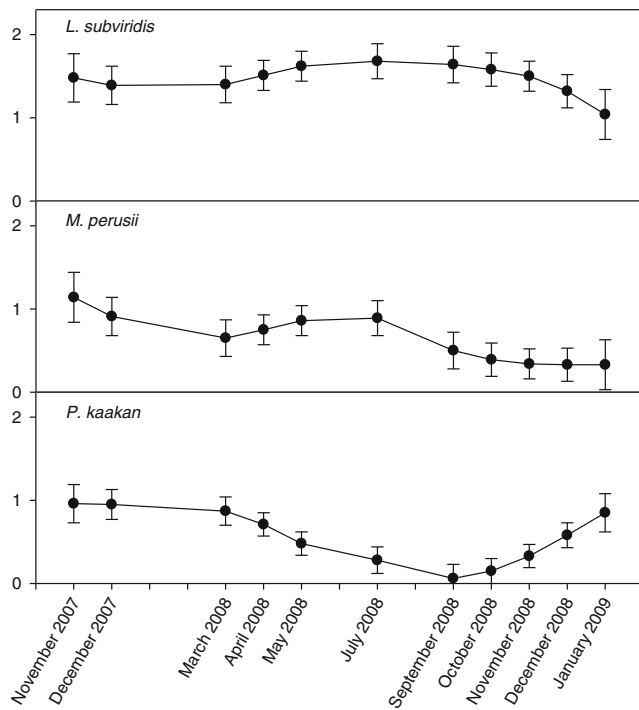 2
L. subviridis
1
0
2
M. perusii
1
0
2
P. kaakan
1
0
November 2007
December 2007
March 2008
April 2008
May 2008
July 2008
September 2008
October 2008
November 2008
December 2008
January 2009